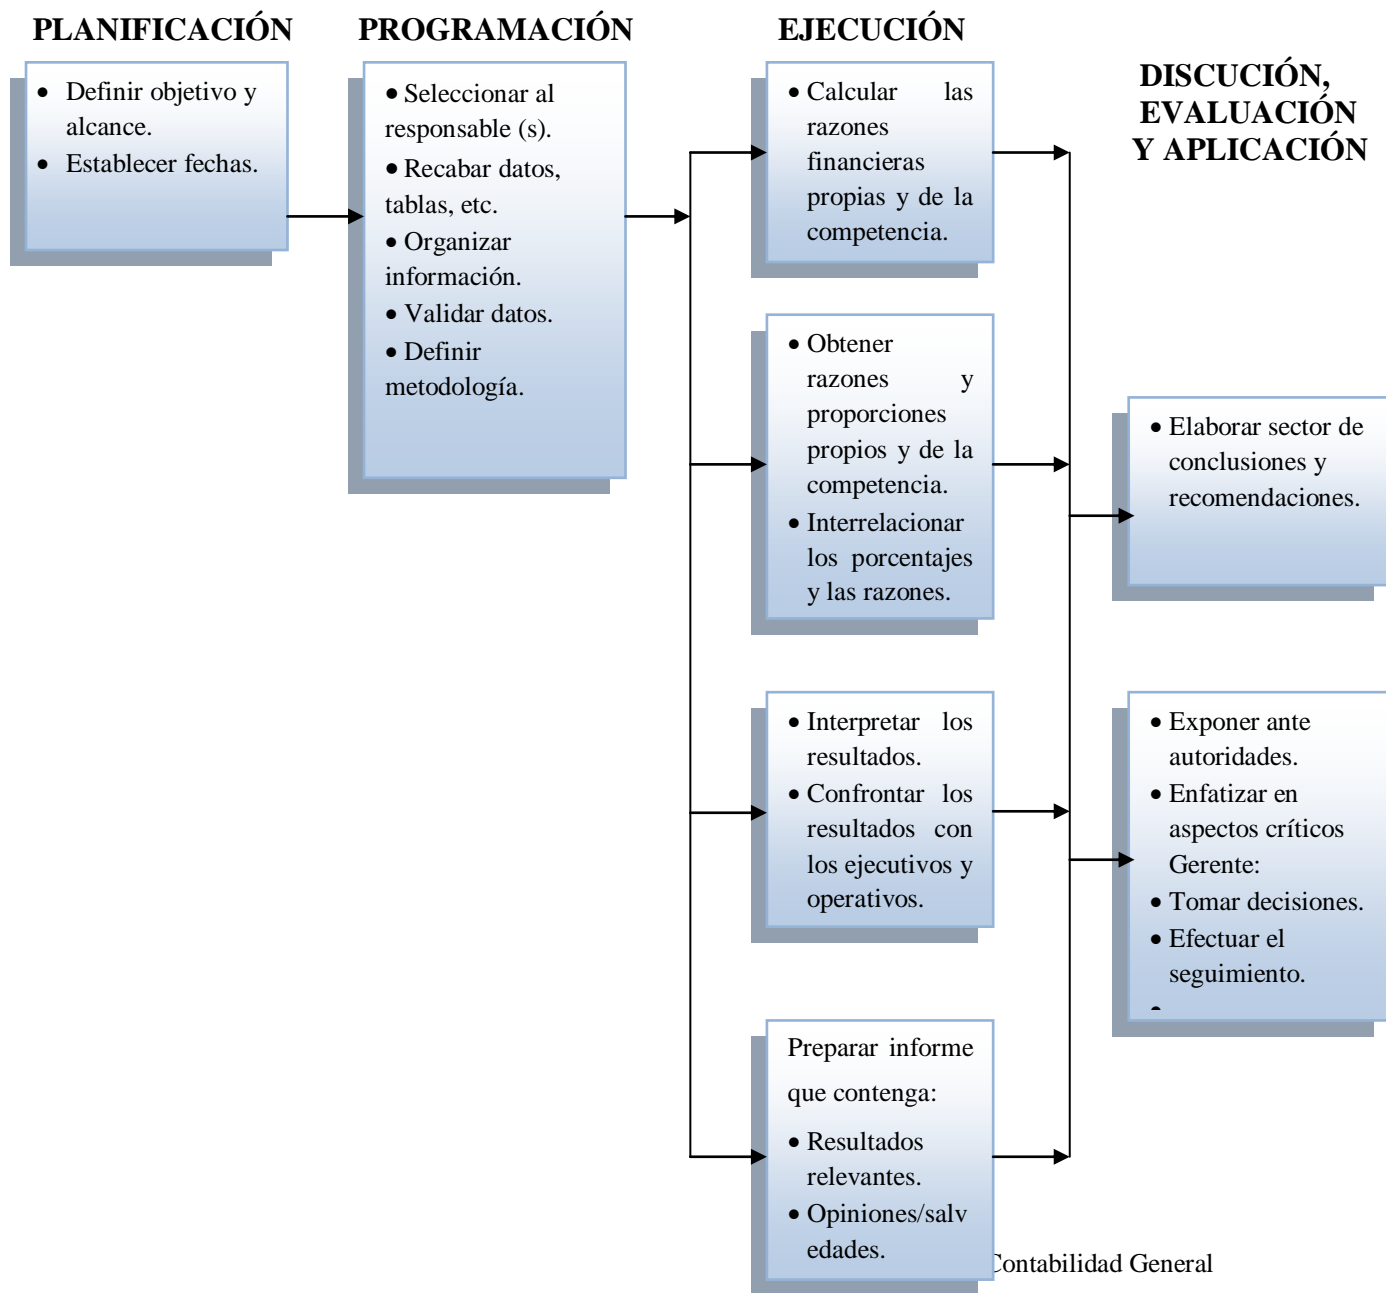 PLANIFICACIÓN
• Definir objetivo y
alcance.
• Establecer fechas.
PROGRAMACIÓN
• Seleccionar al
responsable (s).
• Recabar datos,
tablas, etc.
• Organizar
información.
• Validar datos.
• Definir
metodología.
EJECUCIÓN
• Calcular las
razones
financieras
propias y de la
competencia.
• Obtener
razones y
proporciones
propios y de la
competencia.
• Interrelacionar
los porcentajes
y las razones.
• Interpretar los
resultados.
• Confrontar los
resultados con
los ejecutivos y
operativos.
Preparar informe
que contenga:
• Resultados
relevantes.
• Opiniones/salv
edades.
DISCUCIÓN,
EVALUACIÓN
Y APLICACIÓN
• Elaborar sector de
conclusiones y
recomendaciones.
• Exponer ante
autoridades.
• Enfatizar en
aspectos críticos
Gerente:
• Tomar decisiones.
• Efectuar el
seguimiento.
•
Contabilidad General